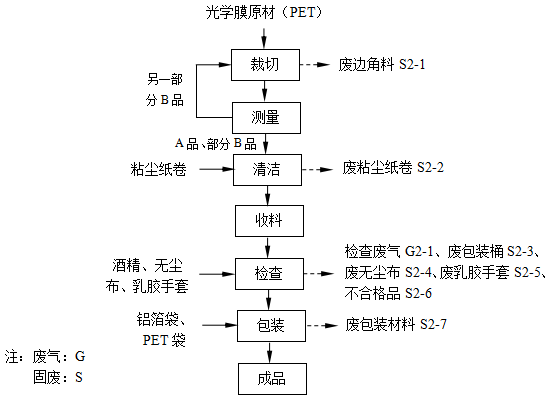 光学膜原材（PET）
裁切
废边角料 S2-1
另一部
分 B 品
测量
A 品、部分 B 品
粘尘纸卷
清洁
废粘尘纸卷 S2-2
收料
酒精、无尘
布、乳胶手套
检查
检查废气 G2-1、废包装桶 S2-3、
废无尘布 S2-4、废乳胶手套 S2-5、
不合格品 S2-6
铝箔袋、
PET 袋
包装
废包装材料 S2-7
注：废气：G
固废：S
成品